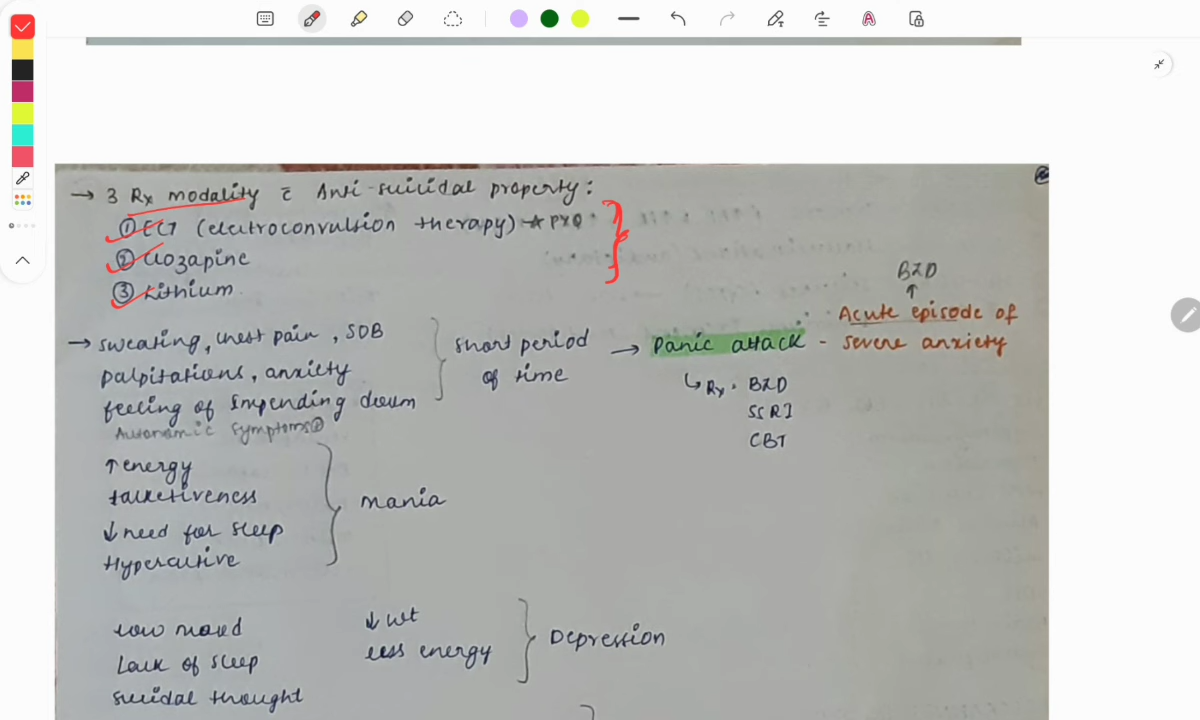 → 3 Rx modality c̄ Anti-suicidal property:
① ECT (electroconvulsion therapy) ★ PYQ
② Clozapine
③ Lithium
→ sweating, chest pain, SOB
palpitations, anxiety
feeling of Impending doom
Autonomic symptoms
short period
of time
→ Panic attack - Acute episode of
severe anxiety
BZD
↑
↳ Rx · BZD
SSRI
CBT
↑ energy
talketiveness
↓ need for sleep
Hyperactive
mania
low mood
Lack of sleep
suicidal thought
↓ wt
less energy
Depression